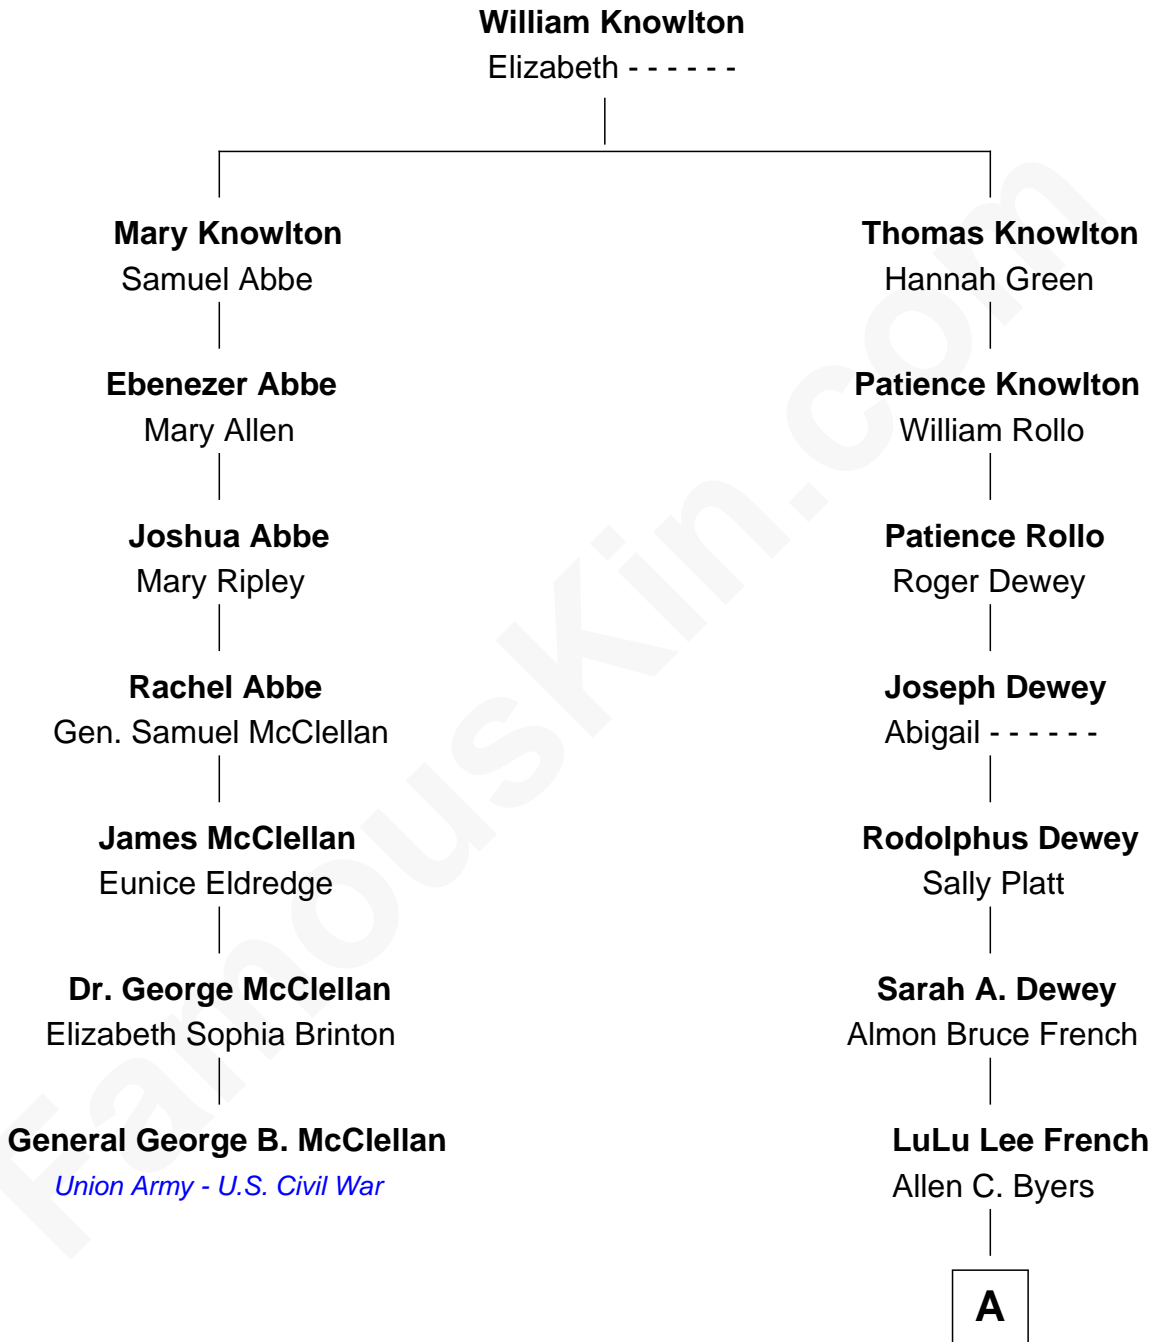 William Knowlton
Elizabeth - - - - - -
Mary Knowlton
Samuel Abbe
Thomas Knowlton
Hannah Green
Ebenezer Abbe
Mary Allen
Patience Knowlton
William Rollo
Joshua Abbe
Mary Ripley
Patience Rollo
Roger Dewey
Rachel Abbe
Gen. Samuel McClellan
Joseph Dewey
Abigail - - - - - -
James McClellan
Eunice Eldredge
Rodolphus Dewey
Sally Platt
Dr. George McClellan
Elizabeth Sophia Brinton
Sarah A. Dewey
Almon Bruce French
General George B. McClellan
Union Army - U.S. Civil War
LuLu Lee French
Allen C. Byers
A
FamousKin.com